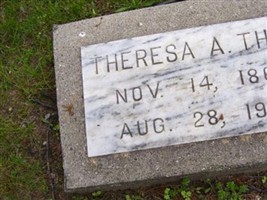 THERESA A. TH
NOV. 14, 18
AUG. 28, 19